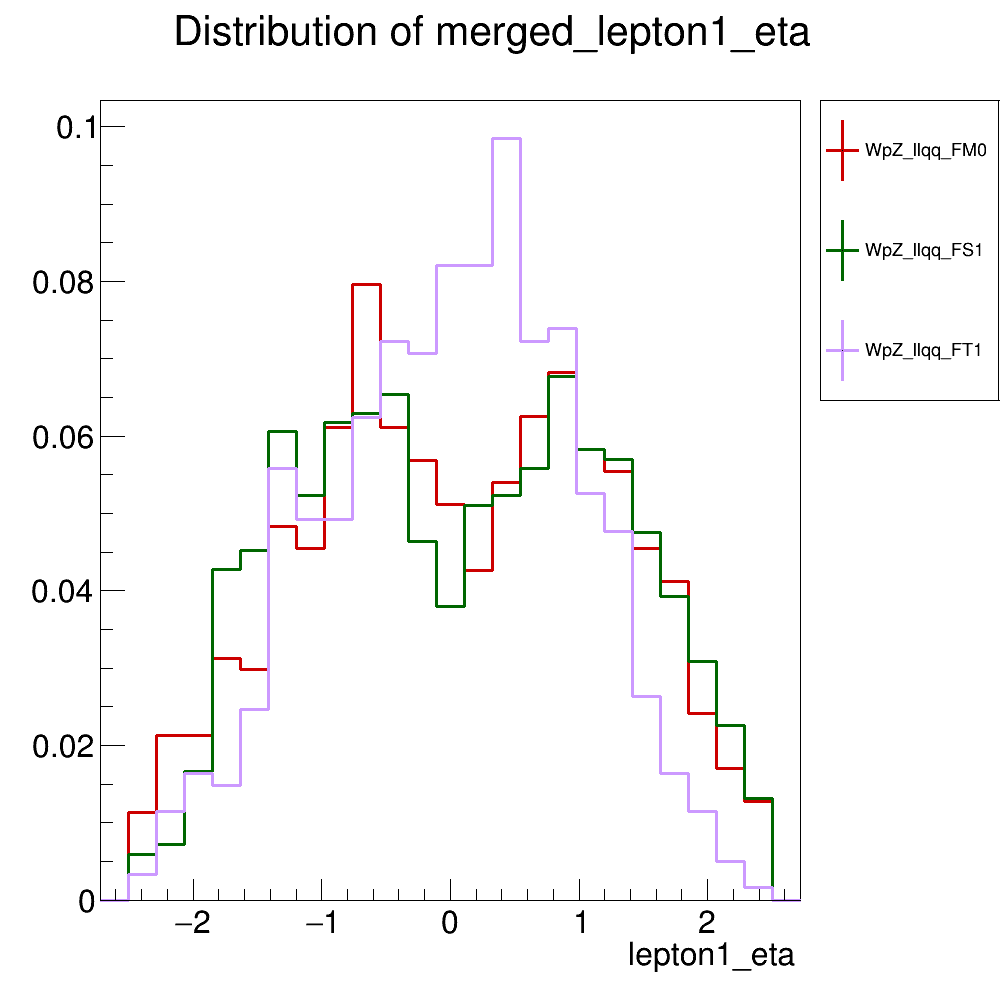 Distribution of merged_lepton1_eta
0.1
0.08
0.06
0.04
0.02
0
−2
−1
0
1
2
lepton1_eta
WpZ_llqq_FM0
WpZ_llqq_FS1
WpZ_llqq_FT1